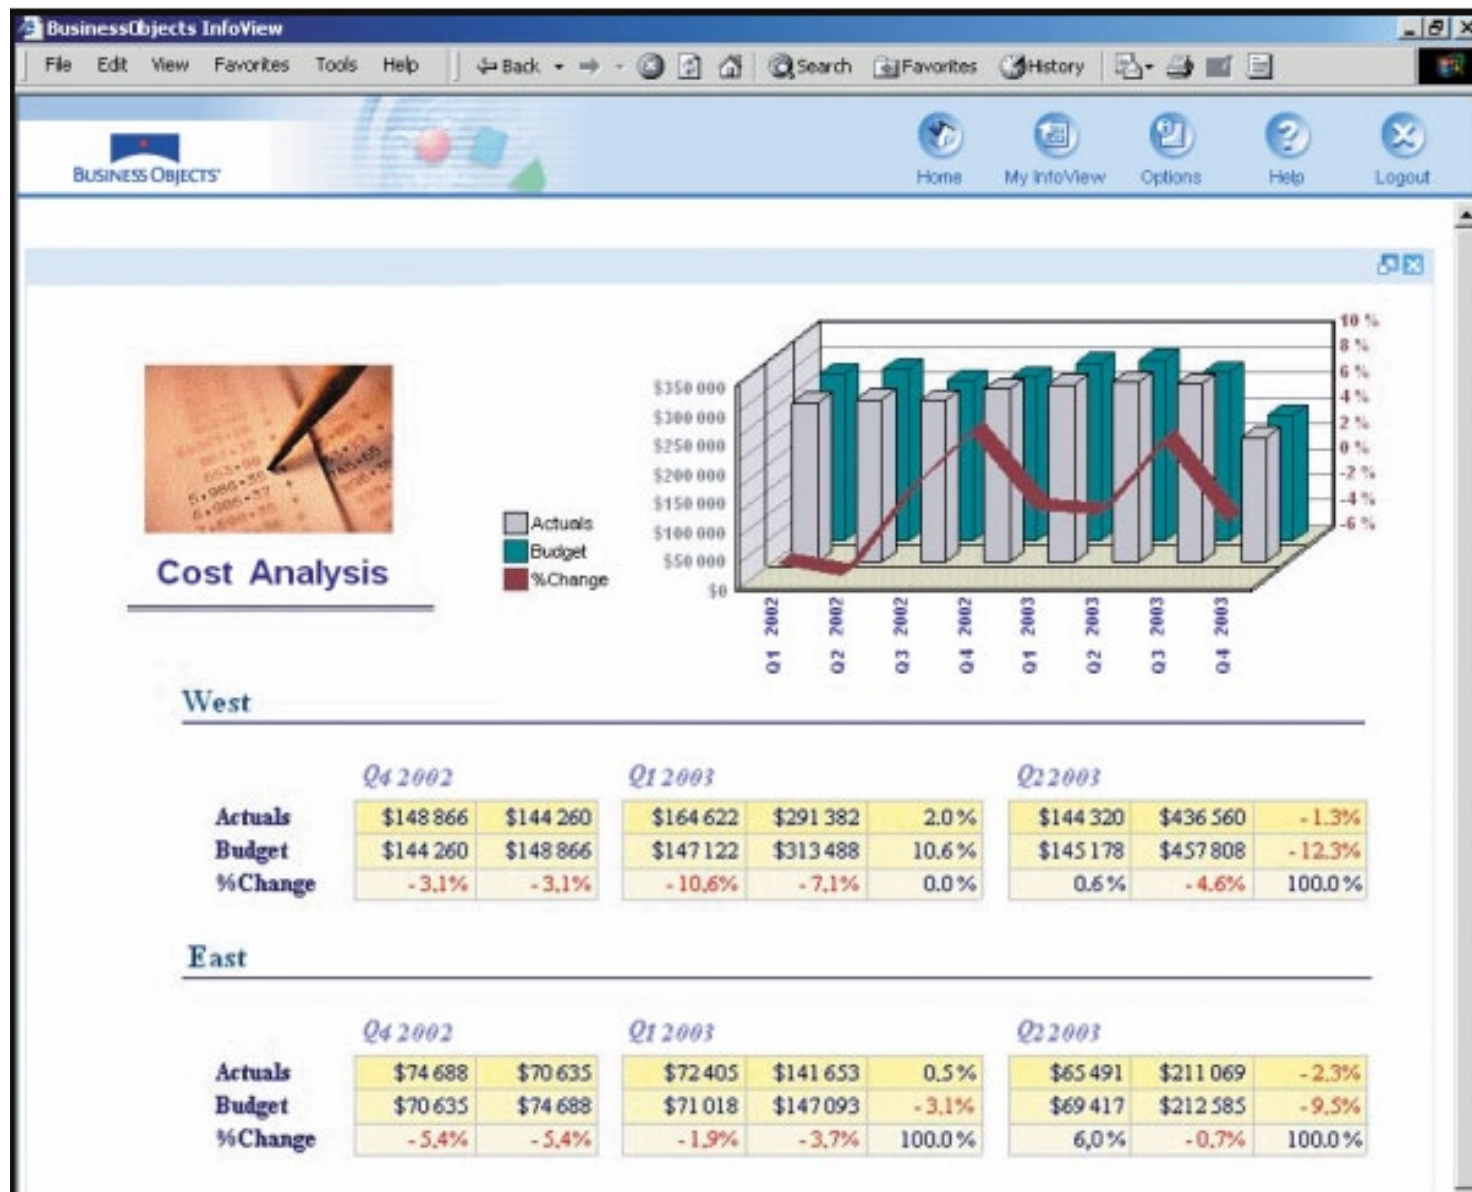 BusinessObjects InfoView
File Edit View Favorites Tools Help Back Search Favorites History
BUSINESS OBJECTS
Home My InfoView Options Help Logout
10 %
8 %
6 %
4 %
2 %
0 %
-2 %
-4 %
-6 %
$350 000
$300 000
$250 000
$200 000
$150 000
$100 000
$50 000
$0
Actuals
Budget
%Change
Q1 2002
Q2 2002
Q3 2002
Q4 2002
Q1 2003
Q2 2003
Q3 2003
Q4 2003
Cost Analysis
West
Q4 2002 Q1 2003 Q2 2003
Actuals $148 866 $144 260 $164 622 $291 382 2.0% $144 320 $436 560 -1.3%
Budget $144 260 $148 866 $147 122 $313 488 10.6% $145 178 $457 808 -12.3%
%Change -3,1% -3,1% -10,6% -7,1% 0.0% 0.6% -4.6% 100.0%
East
Q4 2002 Q1 2003 Q2 2003
Actuals $74 688 $70 635 $72 405 $141 653 0,5% $65 491 $211 069 -2.3%
Budget $70 635 $74 688 $71 018 $147 093 -3,1% $69 417 $212 585 -9.5%
%Change -5,4% -5,4% -1,9% -3,7% 100.0% 6,0% -0,7% 100.0%